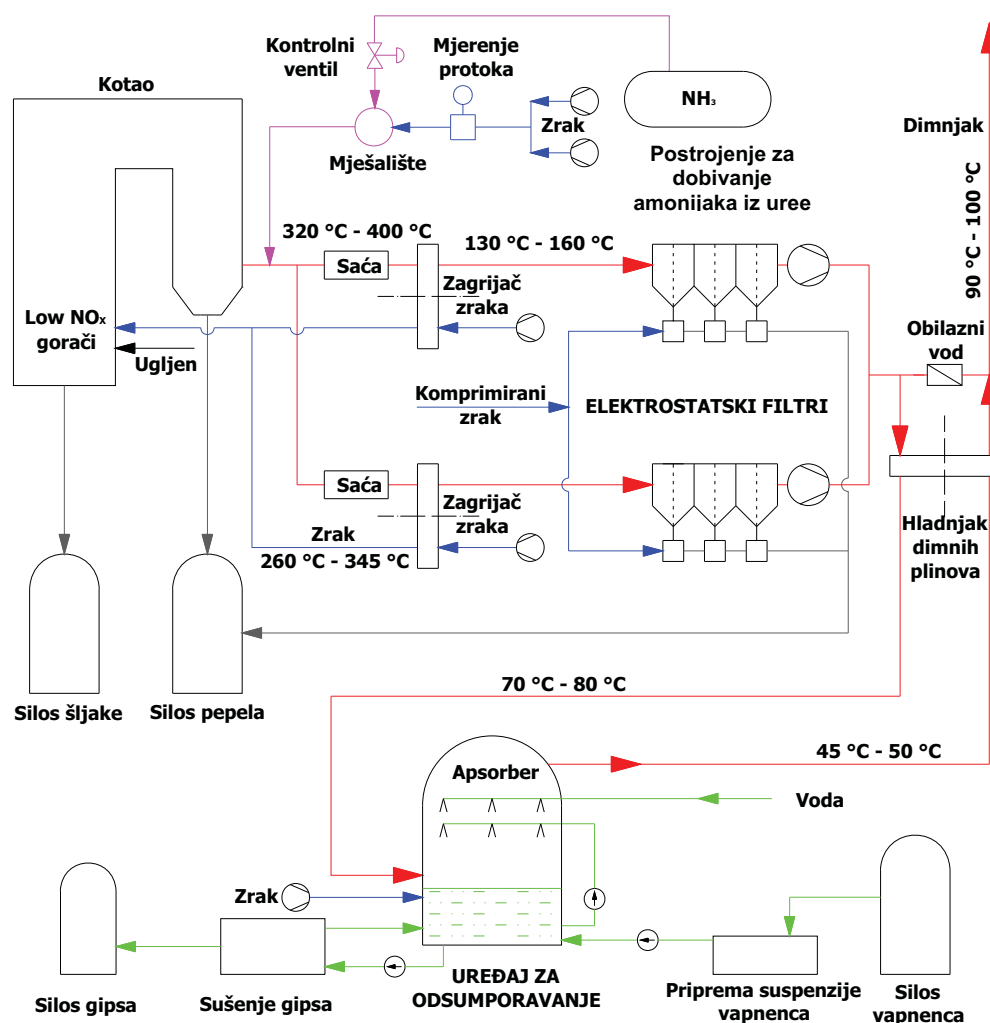 Kontrolni
ventil
Mjerenje
protoka
Kotao
NH₃
Zrak
Dimnjak
Mješalište
Postrojenje za
dobivanje
amonijaka iz uree
90 °C - 100 °C
320 °C - 400 °C
130 °C - 160 °C
Saća
Zagrijač
zraka
Low NOx
gorači
Ugljen
Obilazni
vod
Komprimirani
zrak
ELEKTROSTATSKI FILTRI
Saća
Zagrijač
zraka
Zrak
260 °C - 345 °C
Hladnjak
dimnih
plinova
70 °C - 80 °C
Silos šljake
Silos pepela
45 °C - 50 °C
Apsorber
Voda
Zrak
Silos gipsa
Sušenje gipsa
UREĐAJ ZA
ODSUMPORAVANJE
Priprema suspenzije
vapnenca
Silos
vapnenca